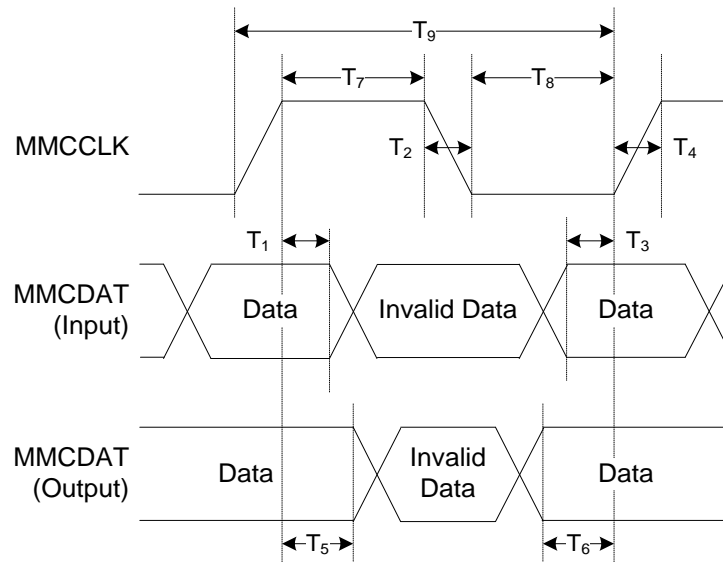 T₉
T₇ T₈
MMCCLK T₂ T₄
T₁ T₃
MMCDAT
(Input)
Data Invalid Data Data
MMCDAT
(Output)
Data Invalid
Data Data
T₅ T₆